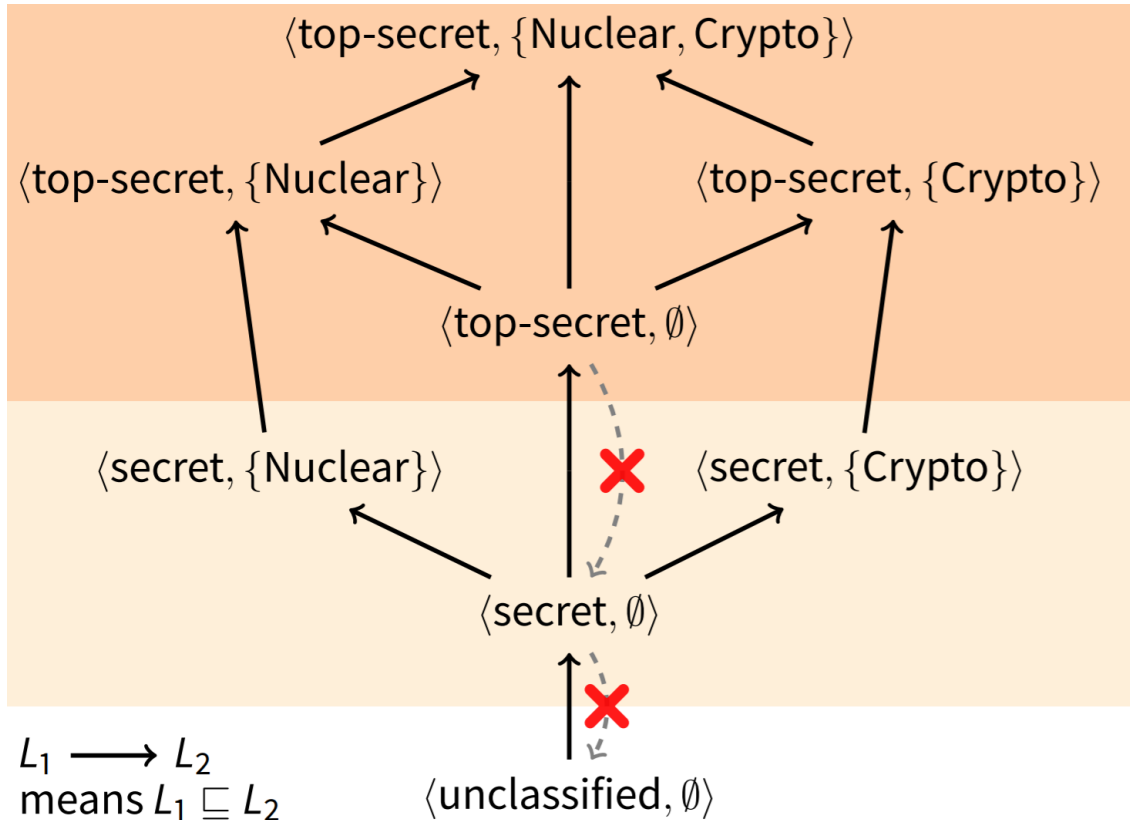 ⟨top-secret, {Nuclear, Crypto}⟩
⟨top-secret, {Nuclear}⟩
⟨top-secret, {Crypto}⟩
⟨top-secret, ∅⟩
⟨secret, {Nuclear}⟩
⟨secret, {Crypto}⟩
⟨secret, ∅⟩
L₁ ⟶ L₂
means L₁ ⊑ L₂
⟨unclassified, ∅⟩